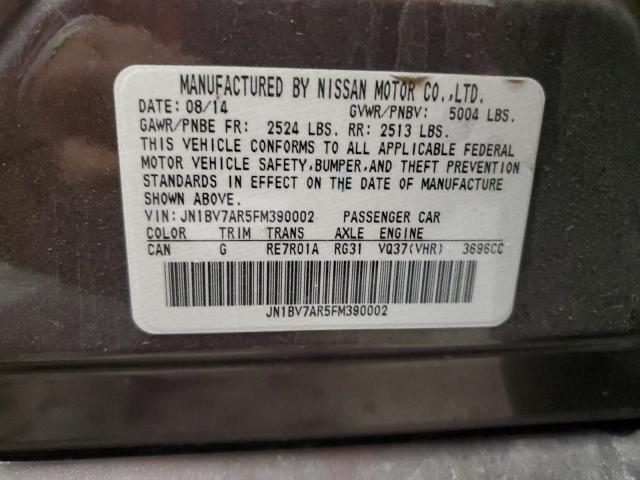 MANUFACTURED BY NISSAN MOTOR CO.,LTD.
DATE: 08/14 GVWR/PNBV: 5004 LBS.
GAWR/PNBE FR: 2524 LBS. RR: 2513 LBS.
THIS VEHICLE CONFORMS TO ALL APPLICABLE FEDERAL
MOTOR VEHICLE SAFETY,BUMPER,AND THEFT PREVENTION
STANDARDS IN EFFECT ON THE DATE OF MANUFACTURE
SHOWN ABOVE.
VIN: JN1BV7AR5FM390002 PASSENGER CAR
COLOR TRIM TRANS AXLE ENGINE
CAN G RE7R01A RG31 VQ37(VHR) 3696CC
JN1BV7AR5FM390002